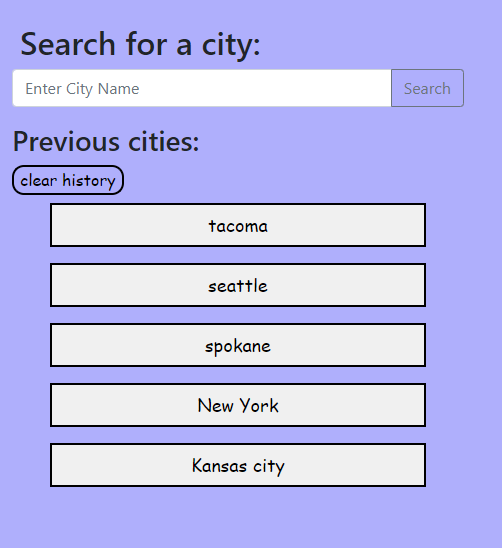 Search for a city:
Enter City Name Search
Previous cities:
clear history
tacoma
seattle
spokane
New York
Kansas city